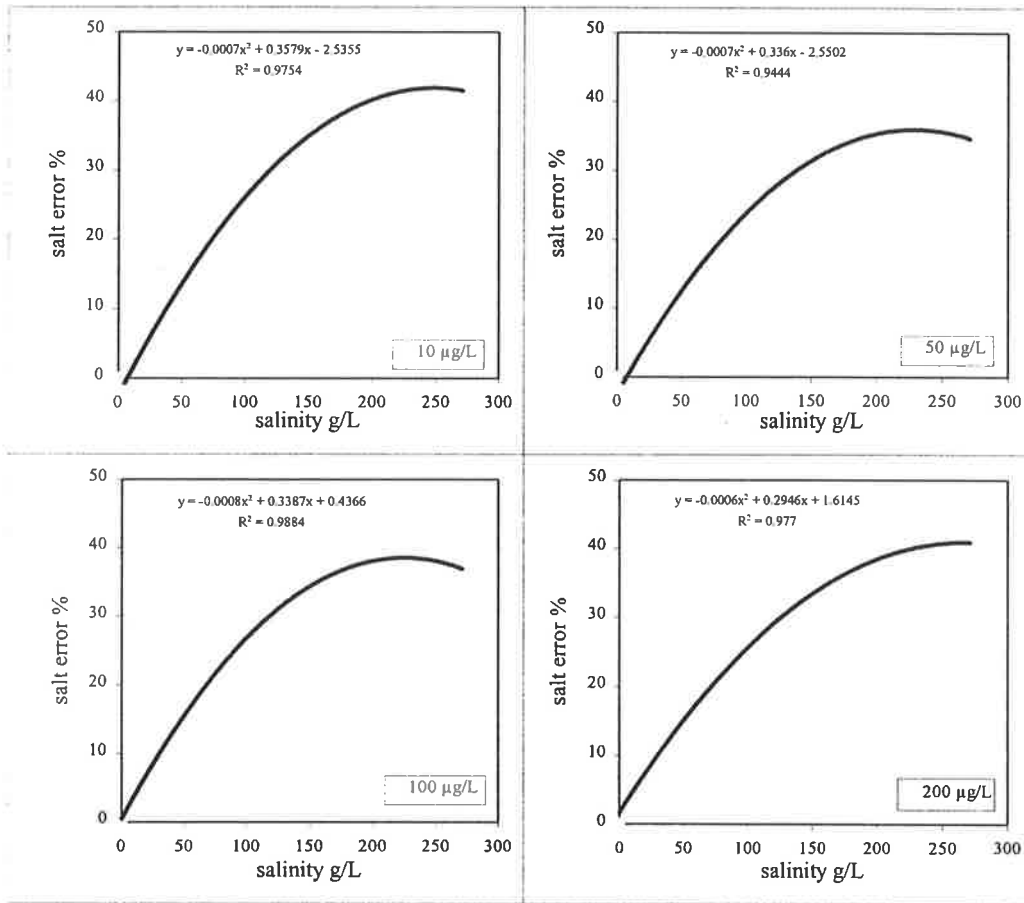 y = -0.0007x² + 0.3579x - 2.5355
R² = 0.9754
50
40
30
20
10
0
salt error %
10 µg/L
0 50 100 150 200 250 300
salinity g/L
y = -0.0007x² + 0.336x - 2.5502
R² = 0.9444
50
40
30
20
10
0
salt error %
50 µg/L
0 50 100 150 200 250 300
salinity g/L
y = -0.0008x² + 0.3387x + 0.4366
R² = 0.9884
50
40
30
20
10
0
salt error %
100 µg/L
0 50 100 150 200 250 300
salinity g/L
y = -0.0006x² + 0.2946x + 1.6145
R² = 0.977
50
40
30
20
10
0
salt error %
200 µg/L
0 50 100 150 200 250 300
salinity g/L